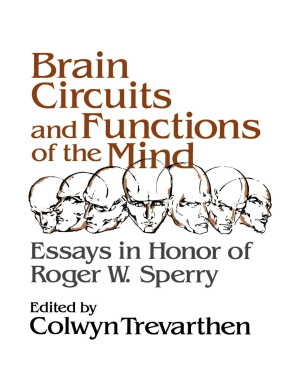 Brain
Circuits
and Functions
of the Mind
Essays in Honor of
Roger W. Sperry
Edited by
Colwyn Trevarthen